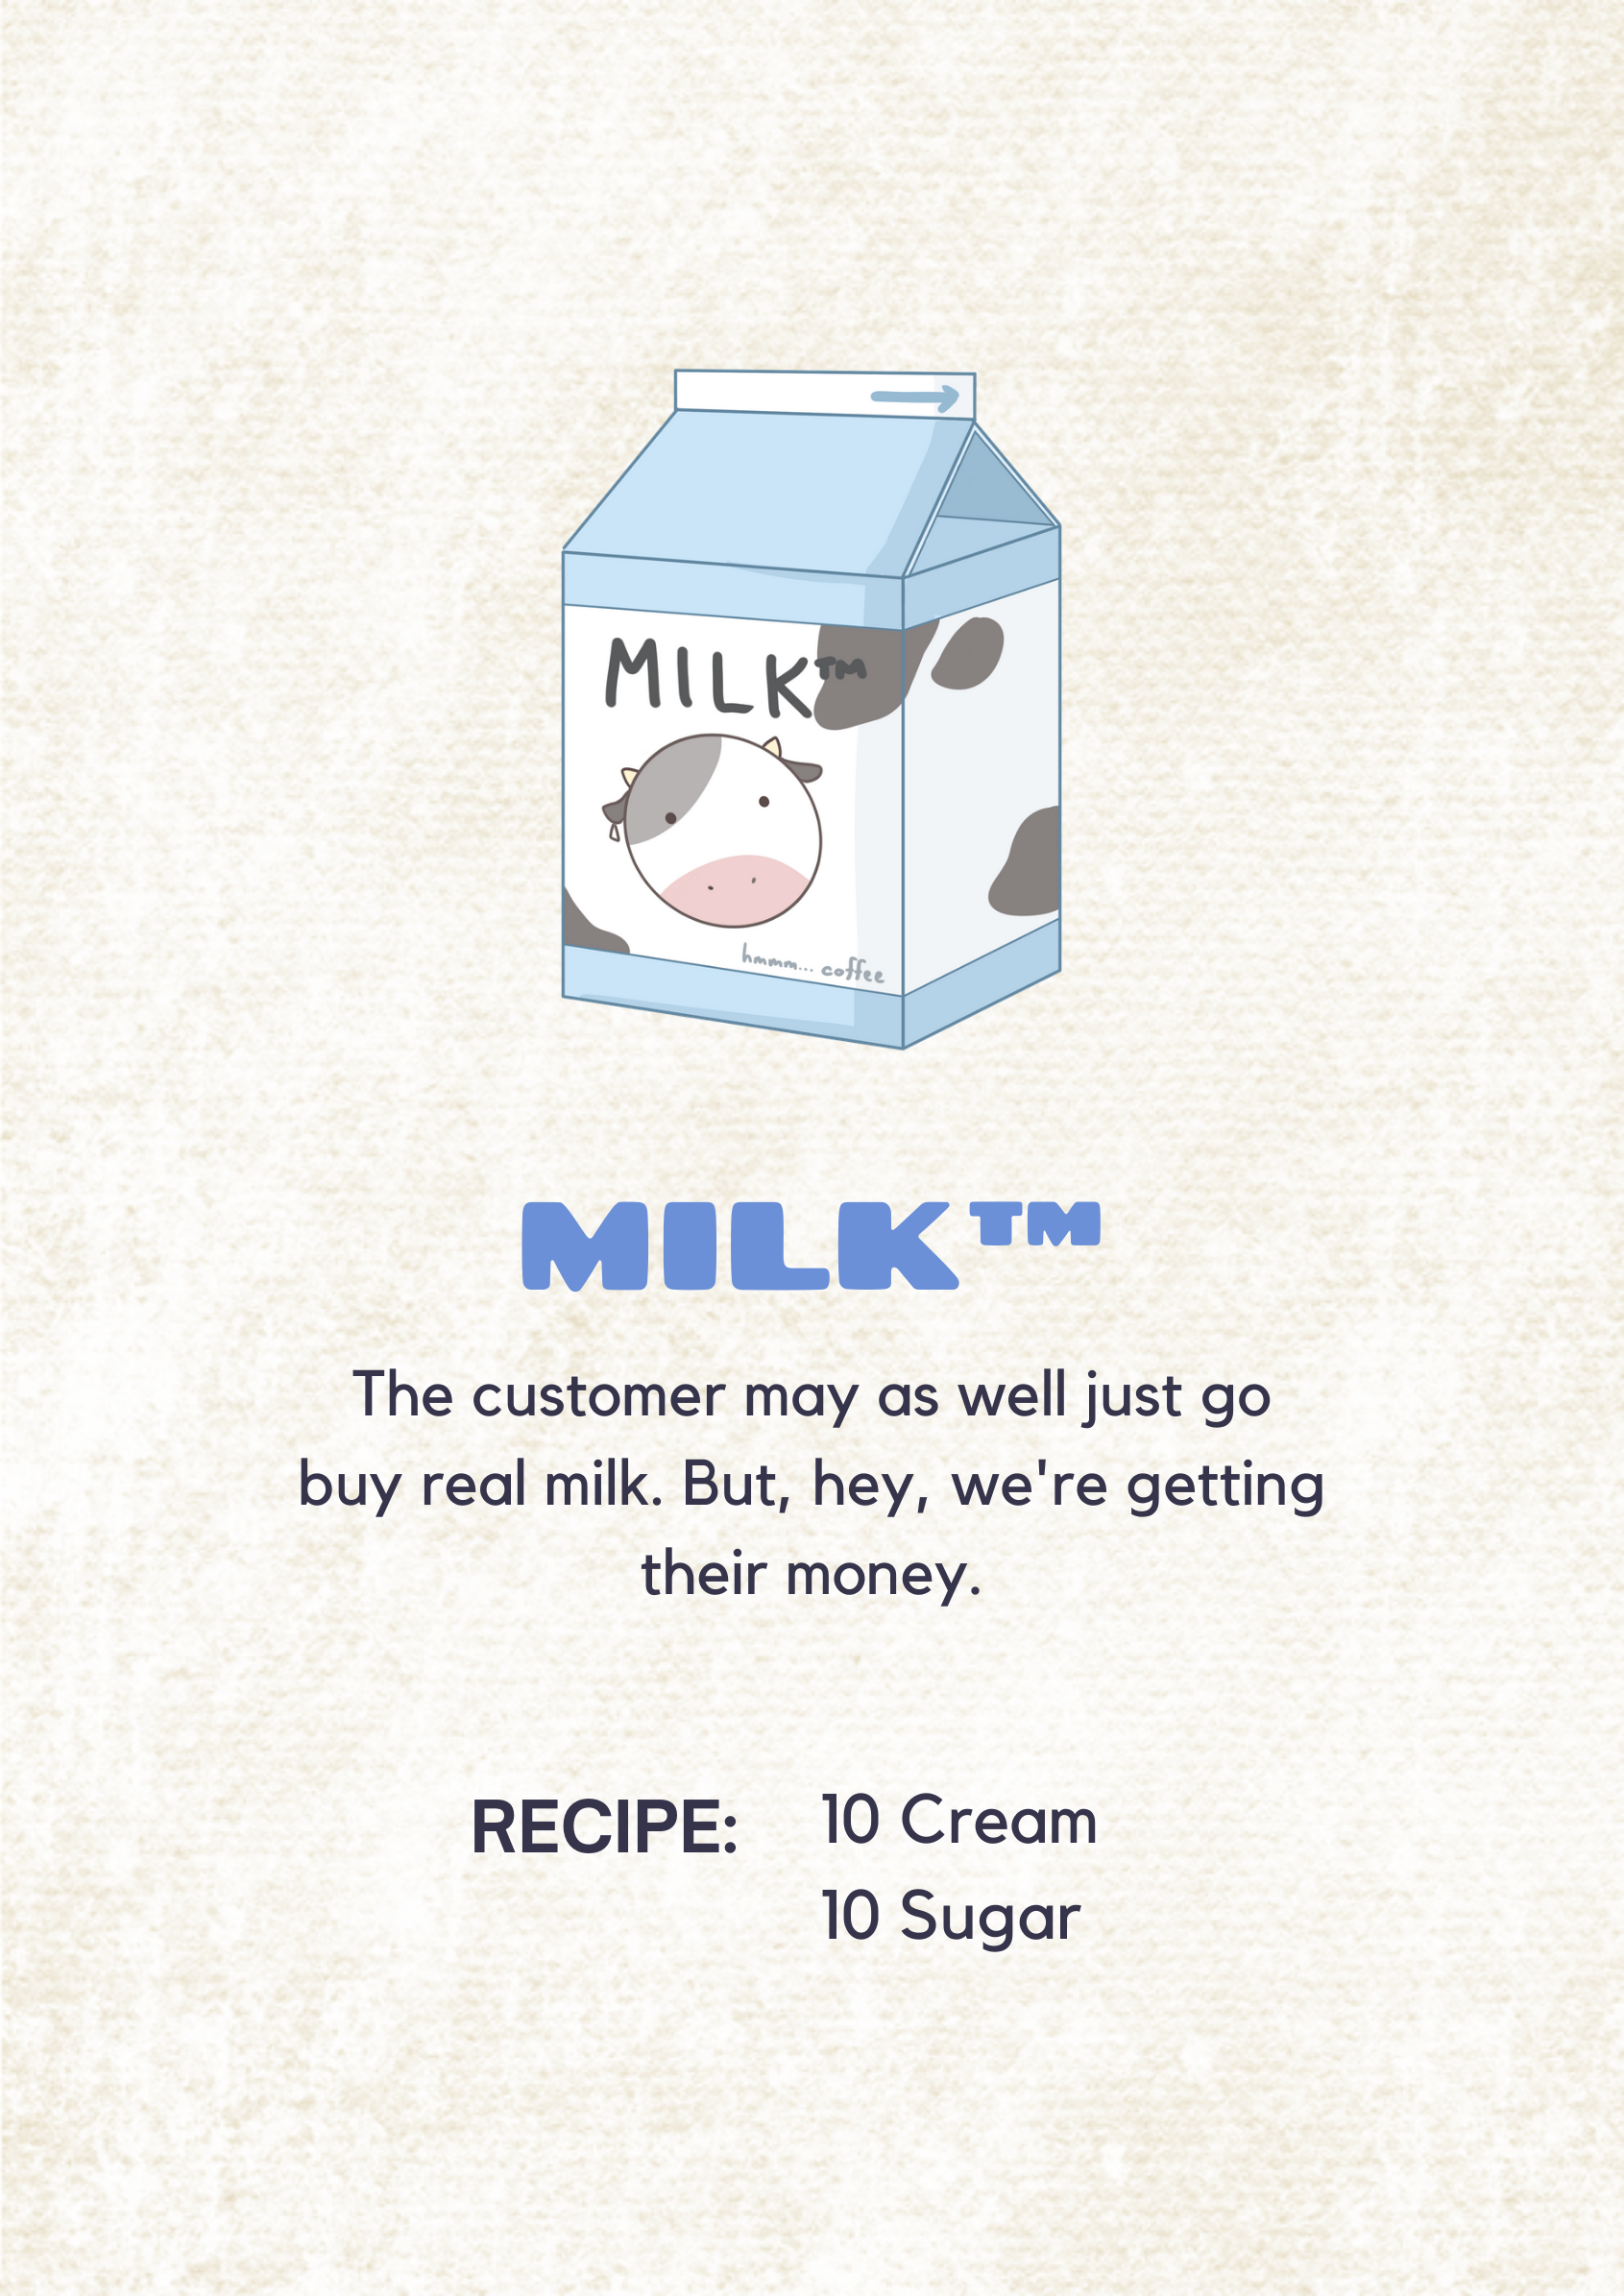 MILK™
hmmm... coffee
MILK™
The customer may as well just go
buy real milk. But, hey, we're getting
their money.
RECIPE:
10 Cream
10 Sugar